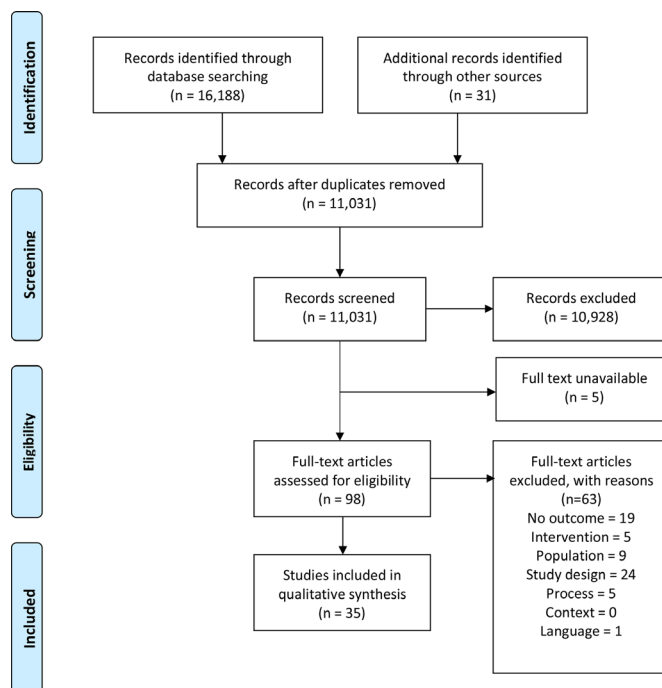 Identification
Records identified through
database searching
(n = 16,188)
Additional records identified
through other sources
(n = 31)
Records after duplicates removed
(n = 11,031)
Screening
Records screened
(n = 11,031)
Records excluded
(n = 10,928)
Full text unavailable
(n = 5)
Eligibility
Full-text articles
assessed for eligibility
(n = 98)
Full-text articles
excluded, with reasons
(n=63)
No outcome = 19
Intervention = 5
Population = 9
Study design = 24
Process = 5
Context = 0
Language = 1
Included
Studies included in
qualitative synthesis
(n = 35)